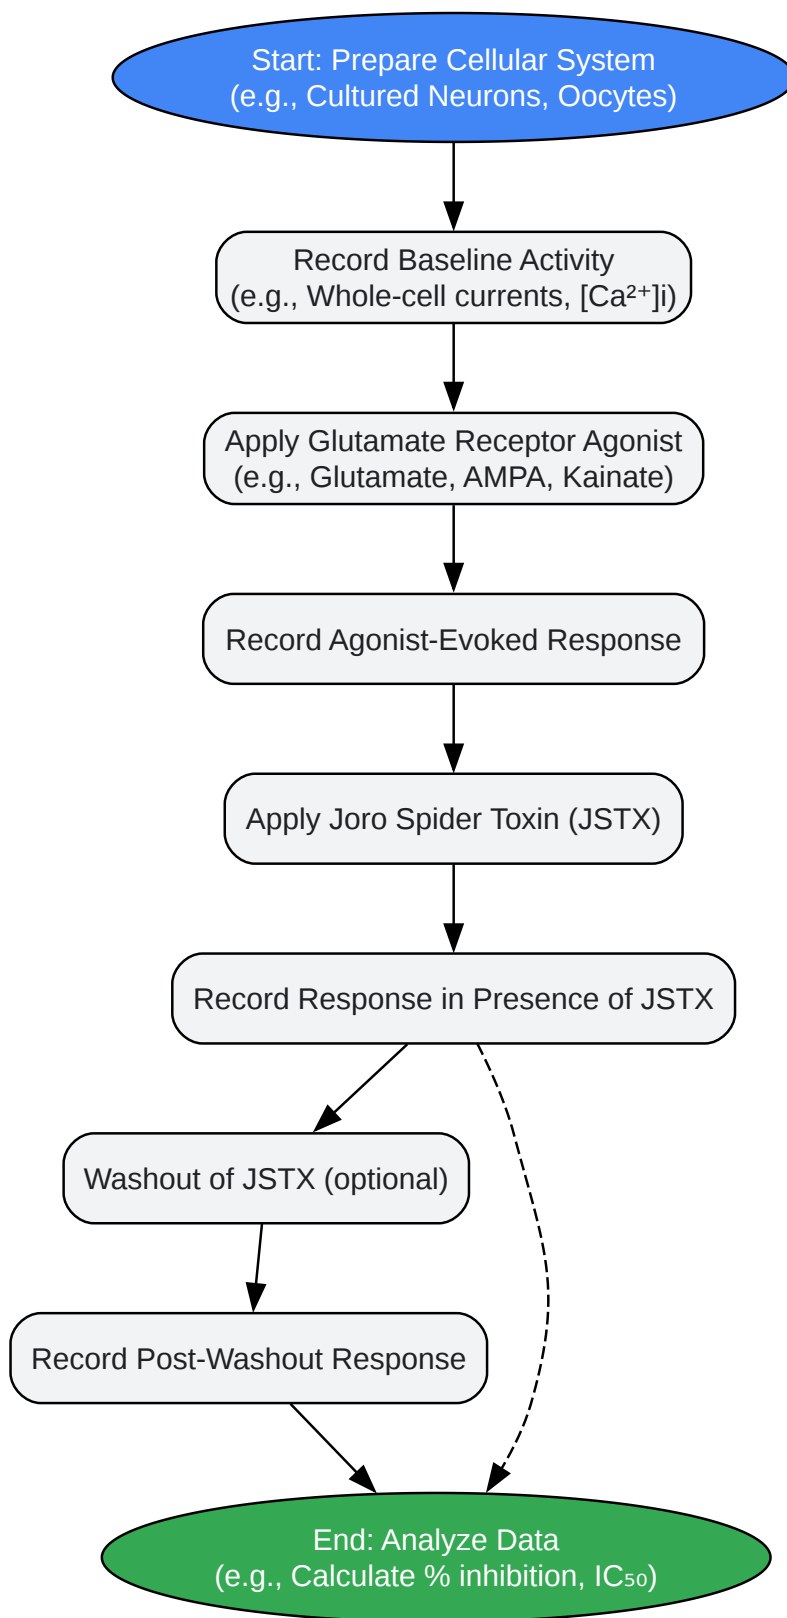 Start: Prepare Cellular System
(e.g., Cultured Neurons, Oocytes)
Record Baseline Activity
(e.g., Whole-cell currents, [Ca²⁺]i)
Apply Glutamate Receptor Agonist
(e.g., Glutamate, AMPA, Kainate)
Record Agonist-Evoked Response
Apply Joro Spider Toxin (JSTX)
Record Response in Presence of JSTX
Washout of JSTX (optional)
Record Post-Washout Response
End: Analyze Data
(e.g., Calculate % inhibition, IC₅₀)